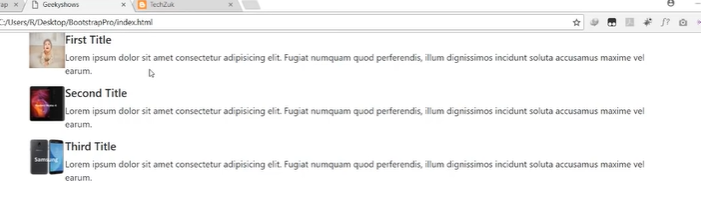 ap
Geekyshows
TechZuk
C:/Users/R/Desktop/BootstrapPro/index.html
First Title
Lorem ipsum dolor sit amet consectetur adipisicing elit. Fugiat numquam quod perferendis, illum dignissimos incidunt soluta accusamus maxime vel
earum.
Second Title
Lorem ipsum dolor sit amet consectetur adipisicing elit. Fugiat numquam quod perferendis, illum dignissimos incidunt soluta accusamus maxime vel
earum.
Third Title
Samsung
Lorem ipsum dolor sit amet consectetur adipisicing elit. Fugiat numquam quod perferendis, illum dignissimos incidunt soluta accusamus maxime vel
earum.